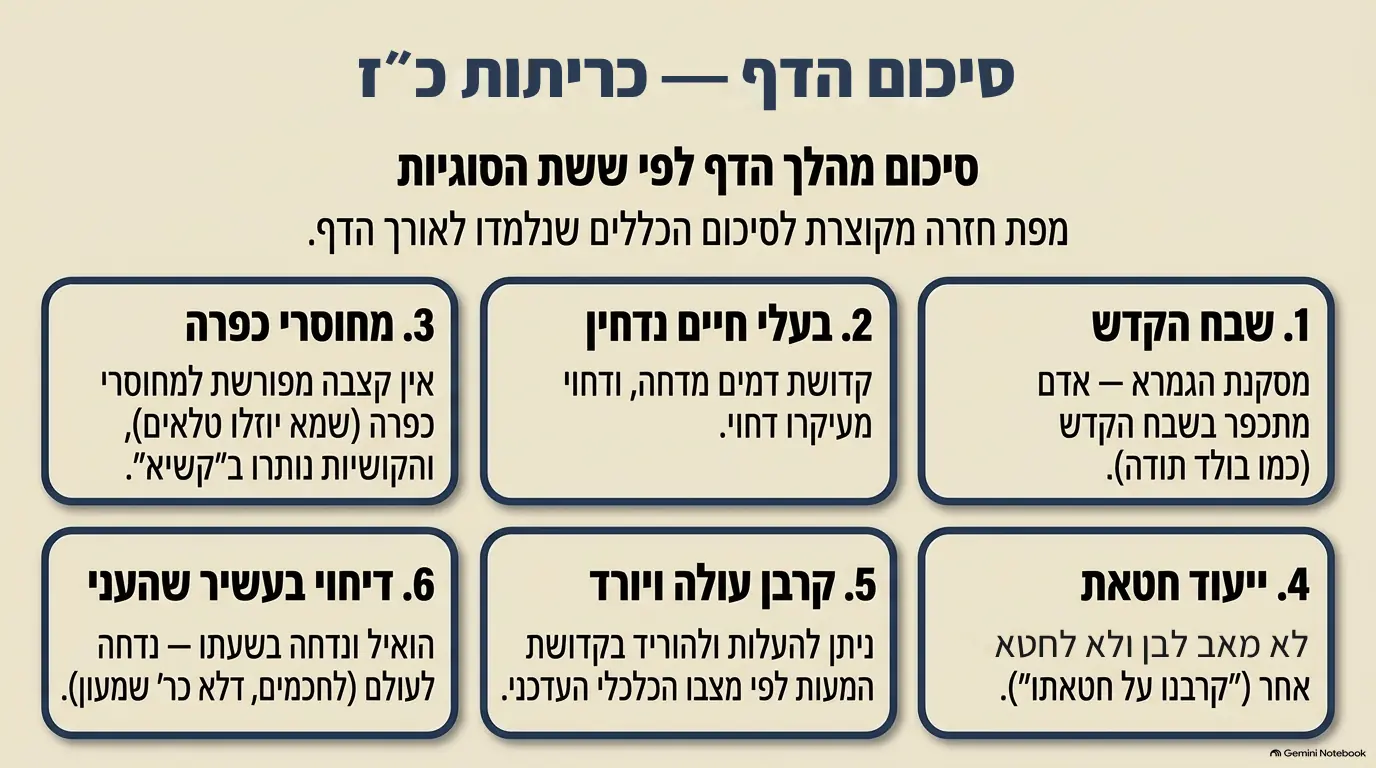 סיכום הדף — כריתות כ״ז
סיכום מהלך הדף לפי ששת הסוגיות
מפת חזרה מקוצרת לסיכום הכללים שנלמדו לאורך הדף.
1. שבח הקדש
מסקנת הגמרא – אדם
מתכפר בשבח הקדש
(כמו בולד תודה).
2. בעלי חיים נדחין
קדושת דמים מדחה, ודחוי
מעיקרו דחוי.
3. מחוסרי כפרה
אין קצבה מפורשת למחוסרי
כפרה (שמא יוזלו טלאים),
והקושיות נותרו ב"קשיא".
4. ייעוד חטאת
לא מאב לבן ולא לחטא
אחר ("קרבנו על חטאתו").
5. קרבן עולה ויורד
ניתן להעלות ולהוריד בקדושת
המעות לפי מצבו הכלכלי העדכני.
6. דיחוי בעשיר שהעני
הואיל ונדחה בשעתו – נדחה
לעולם (לחכמים, דלא כר' שמעון).
Gemini Notebook